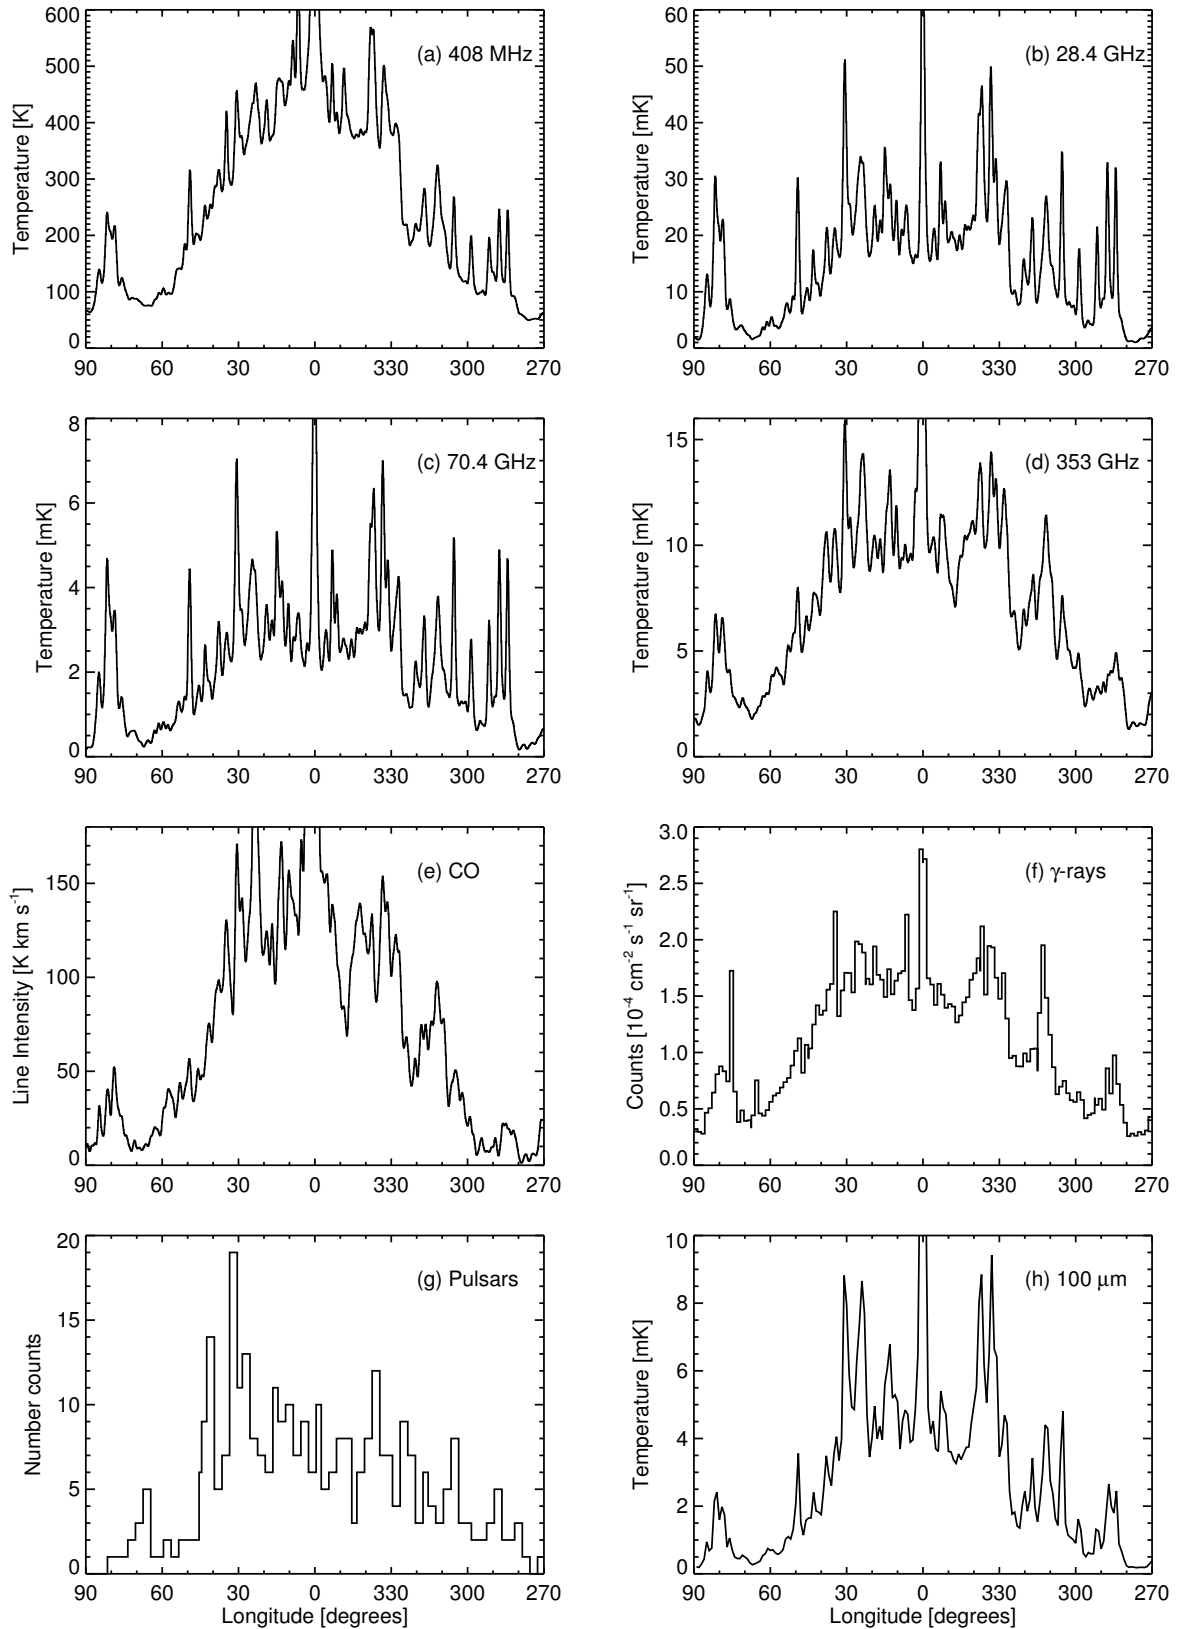 600
500
400
300
200
100
0
Temperature [K]
(a) 408 MHz
90 60 30 0 330 300 270
60
50
40
30
20
10
0
Temperature [mK]
(b) 28.4 GHz
90 60 30 0 330 300 270
8
6
4
2
0
Temperature [mK]
(c) 70.4 GHz
90 60 30 0 330 300 270
15
10
5
0
Temperature [mK]
(d) 353 GHz
90 60 30 0 330 300 270
150
100
50
0
Line Intensity [K km s⁻¹]
(e) CO
90 60 30 0 330 300 270
3.0
2.5
2.0
1.5
1.0
0.5
0.0
Counts [10⁻⁴ cm⁻² s⁻¹ sr⁻¹]
(f) γ-rays
90 60 30 0 330 300 270
20
15
10
5
0
Number counts
(g) Pulsars
90 60 30 0 330 300 270
Longitude [degrees]
10
8
6
4
2
0
Temperature [mK]
(h) 100 μm
90 60 30 0 330 300 270
Longitude [degrees]